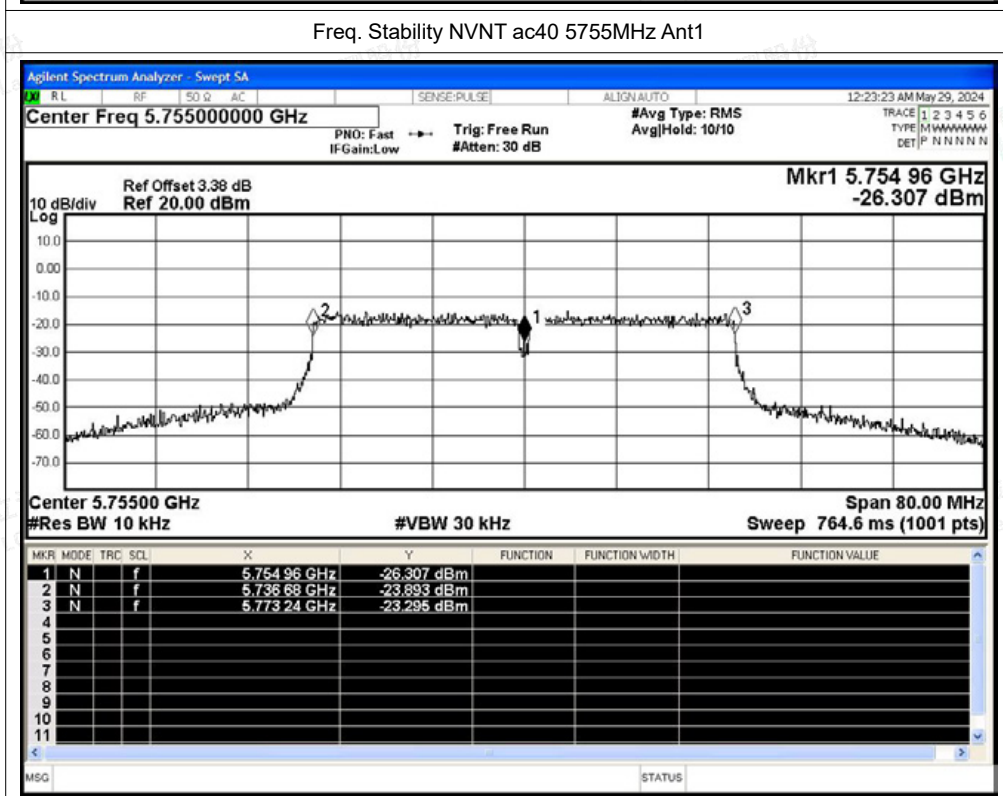 Freq. Stability NVNT ac40 5755MHz Ant1
Agilent Spectrum Analyzer - Swept SA
RL RF 50 Ω AC SENSE:PULSE ALIGN AUTO 12:23:23 AM May 29, 2024
Center Freq 5.755000000 GHz #Avg Type: RMS TRACE 1 2 3 4 5 6
PNO: Fast Trig: Free Run Avg|Hold: 10/10 TYPE M
IFGain:Low #Atten: 30 dB DET P N N N N N
Mkr1 5.754 96 GHz
-26.307 dBm
Ref Offset 3.38 dB
10 dB/div Ref 20.00 dBm
Log
10.0
0.00
-10.0
-20.0
-30.0
-40.0
-50.0
-60.0
-70.0
2
1
3
Center 5.75500 GHz Span 80.00 MHz
#Res BW 10 kHz #VBW 30 kHz Sweep 764.6 ms (1001 pts)
MKR MODE TRC SCL X Y FUNCTION FUNCTION WIDTH FUNCTION VALUE
1 N f 5.754 96 GHz -26.307 dBm
2 N f 5.736 68 GHz -23.893 dBm
3 N f 5.773 24 GHz -23.295 dBm
4
5
6
7
8
9
10
11
MSG STATUS